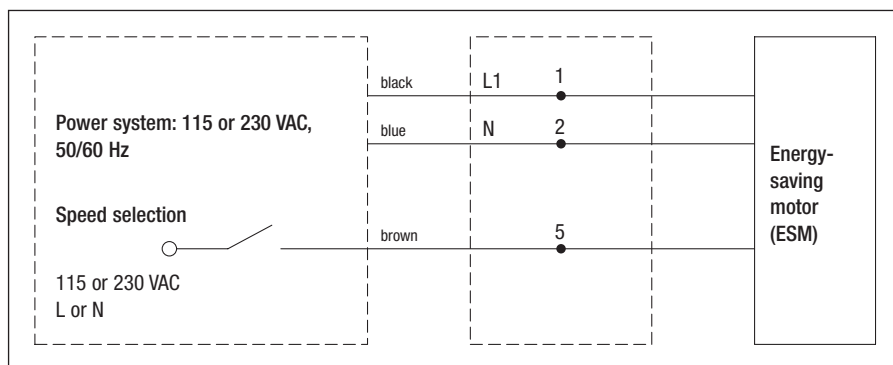 black
L1
1
Power system: 115 or 230 VAC,
50/60 Hz
blue
N
2
Energy-
saving
motor
(ESM)
Speed selection
brown
5
115 or 230 VAC
L or N